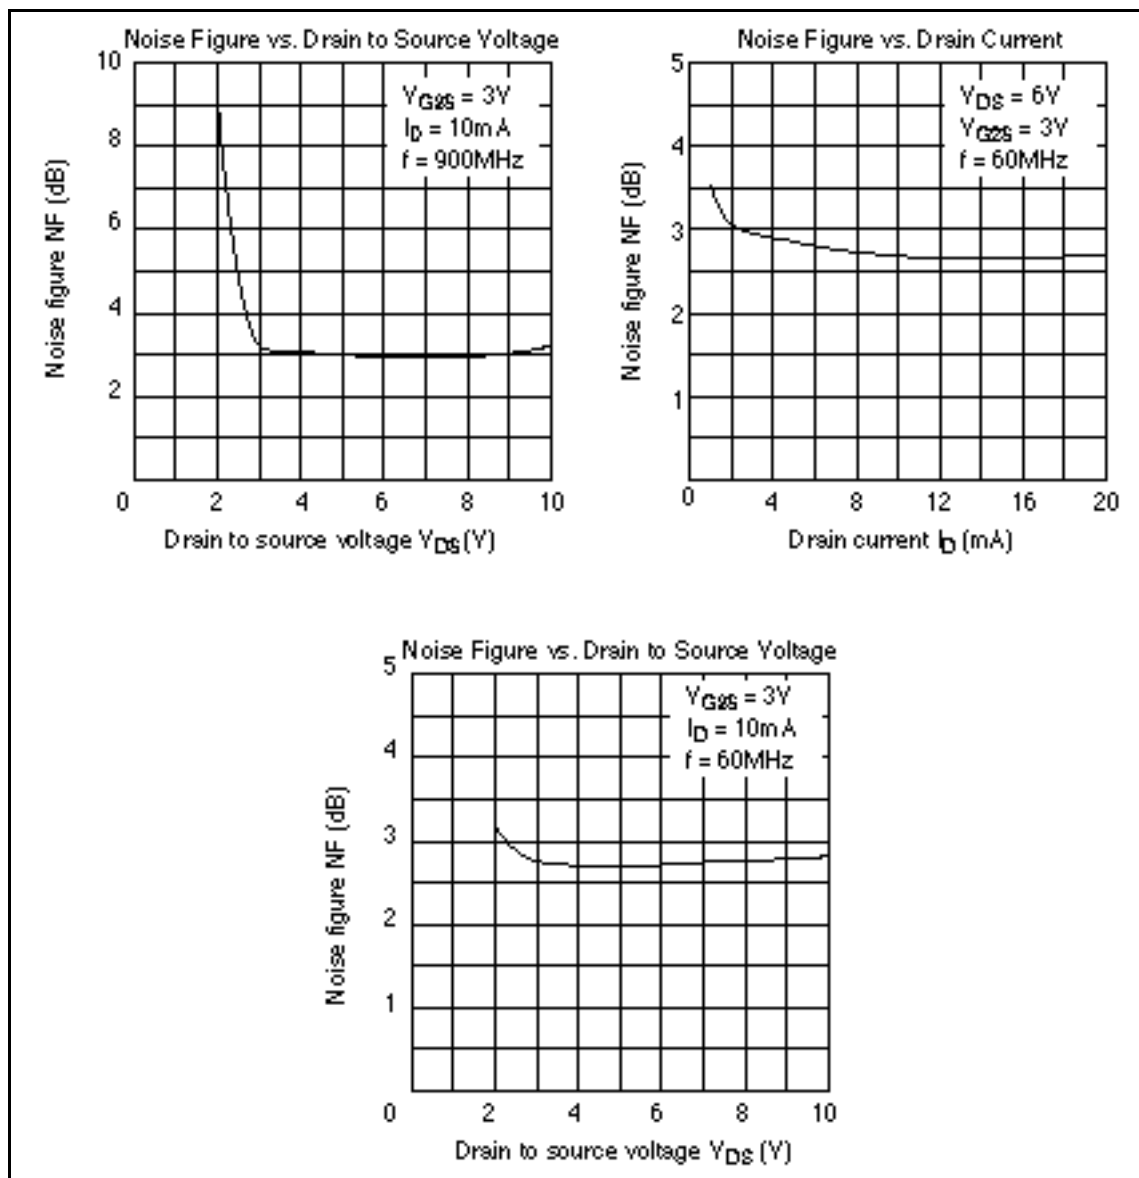 Noise Figure vs. Drain to Source Voltage
10
8
6
4
2
0 2 4 6 8 10
VG2S = 3V
ID = 10mA
f = 900MHz
Noise figure NF (dB)
Drain to source voltage VDS (V)
Noise Figure vs. Drain Current
5
4
3
2
1
0 4 8 12 16 20
VDS = 6V
VG2S = 3V
f = 60MHz
Noise figure NF (dB)
Drain current ID (mA)
Noise Figure vs. Drain to Source Voltage
5
4
3
2
1
0 2 4 6 8 10
VG2S = 3V
ID = 10mA
f = 60MHz
Noise figure NF (dB)
Drain to source voltage VDS (V)